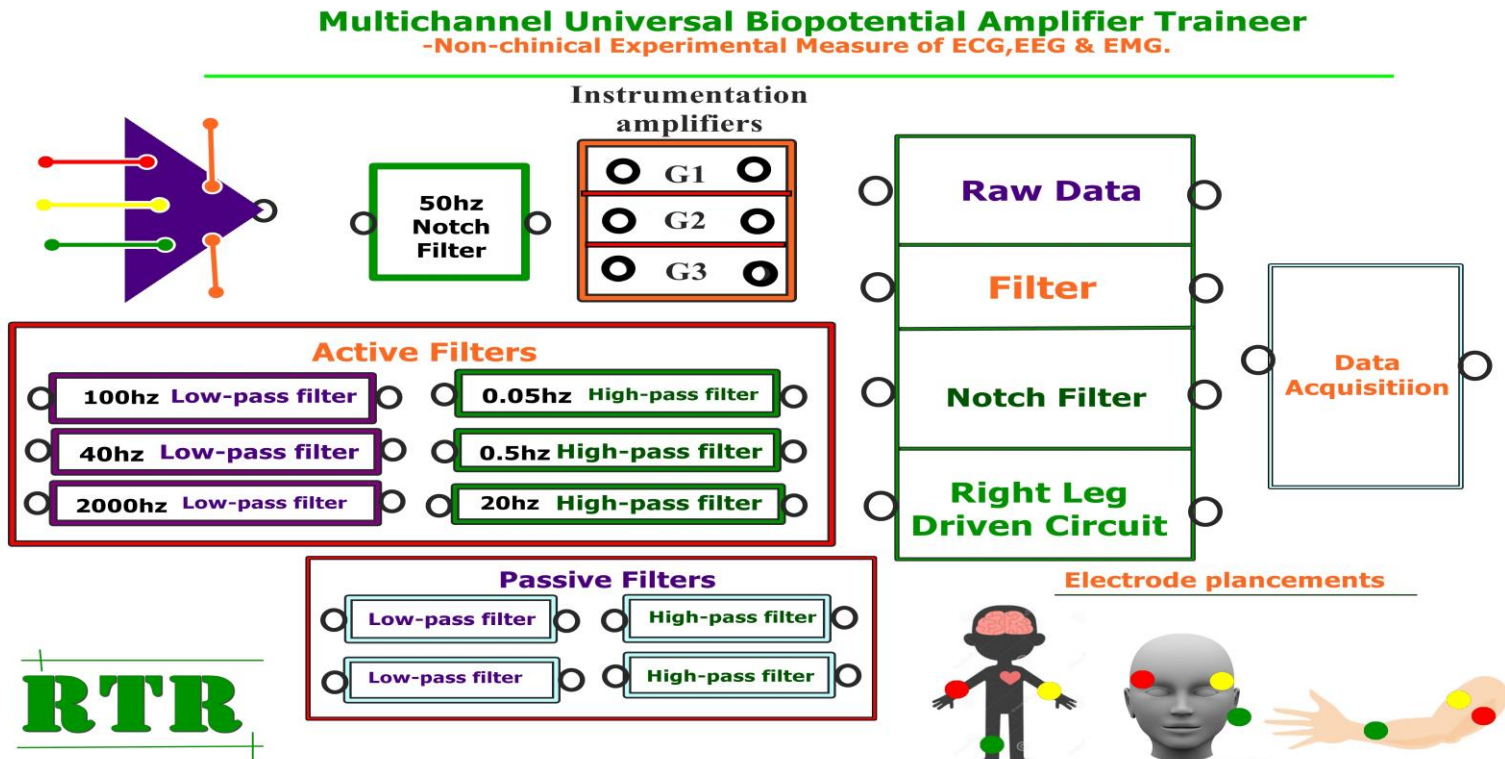 Multichannel Universal Biopotential Amplifier Traineer
-Non-chinical Experimental Measure of ECG,EEG & EMG.
Instrumentation
amplifiers
50hz
Notch
Filter
G1
G2
G3
Raw Data
Filter
Notch Filter
Right Leg
Driven Circuit
Data
Acquisitiion
Active Filters
100hz Low-pass filter
0.05hz High-pass filter
40hz Low-pass filter
0.5hz High-pass filter
2000hz Low-pass filter
20hz High-pass filter
Passive Filters
Low-pass filter
High-pass filter
Low-pass filter
High-pass filter
Electrode plancements
RTR